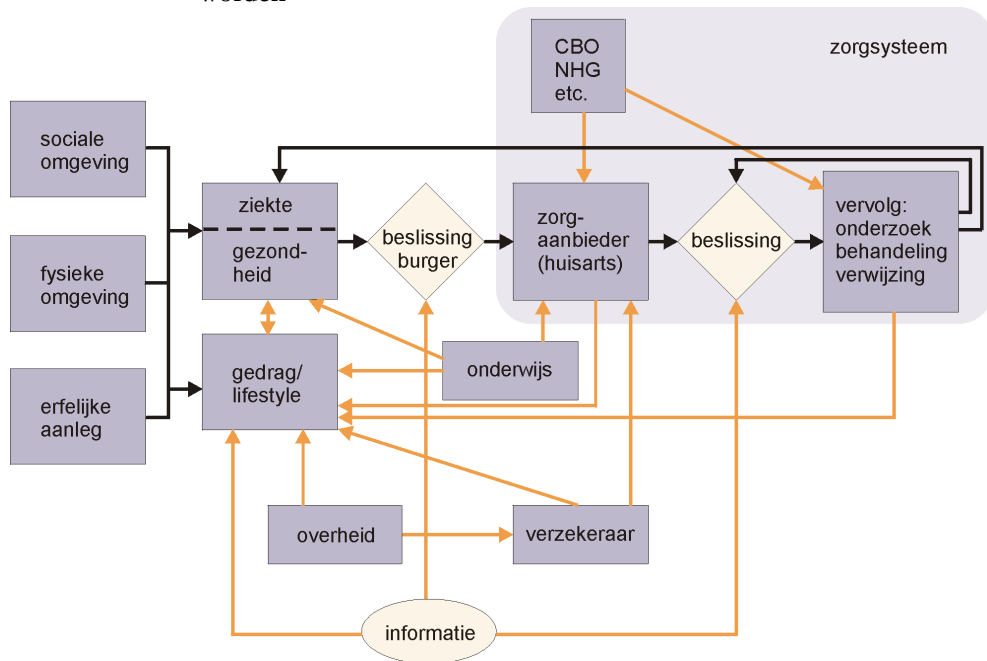 worden
CBO
NHG
etc.
zorgsysteem
sociale
omgeving
ziekte
gezond-
heid
beslissing
burger
zorg-
aanbieder
(huisarts)
beslissing
vervolg:
onderzoek
behandeling
verwijzing
fysieke
omgeving
gedrag/
lifestyle
onderwijs
erfelijke
aanleg
overheid
verzekeraar
informatie